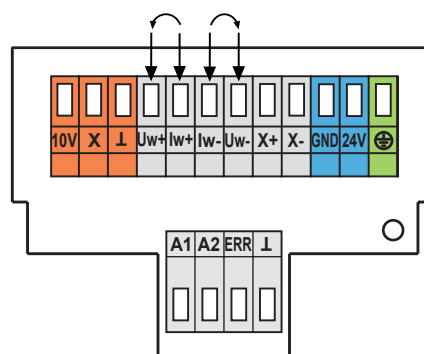 10V X ⊥ Uw+ Iw+ Iw- Uw- X+ X- GND 24V
A1 A2 ERR ⊥